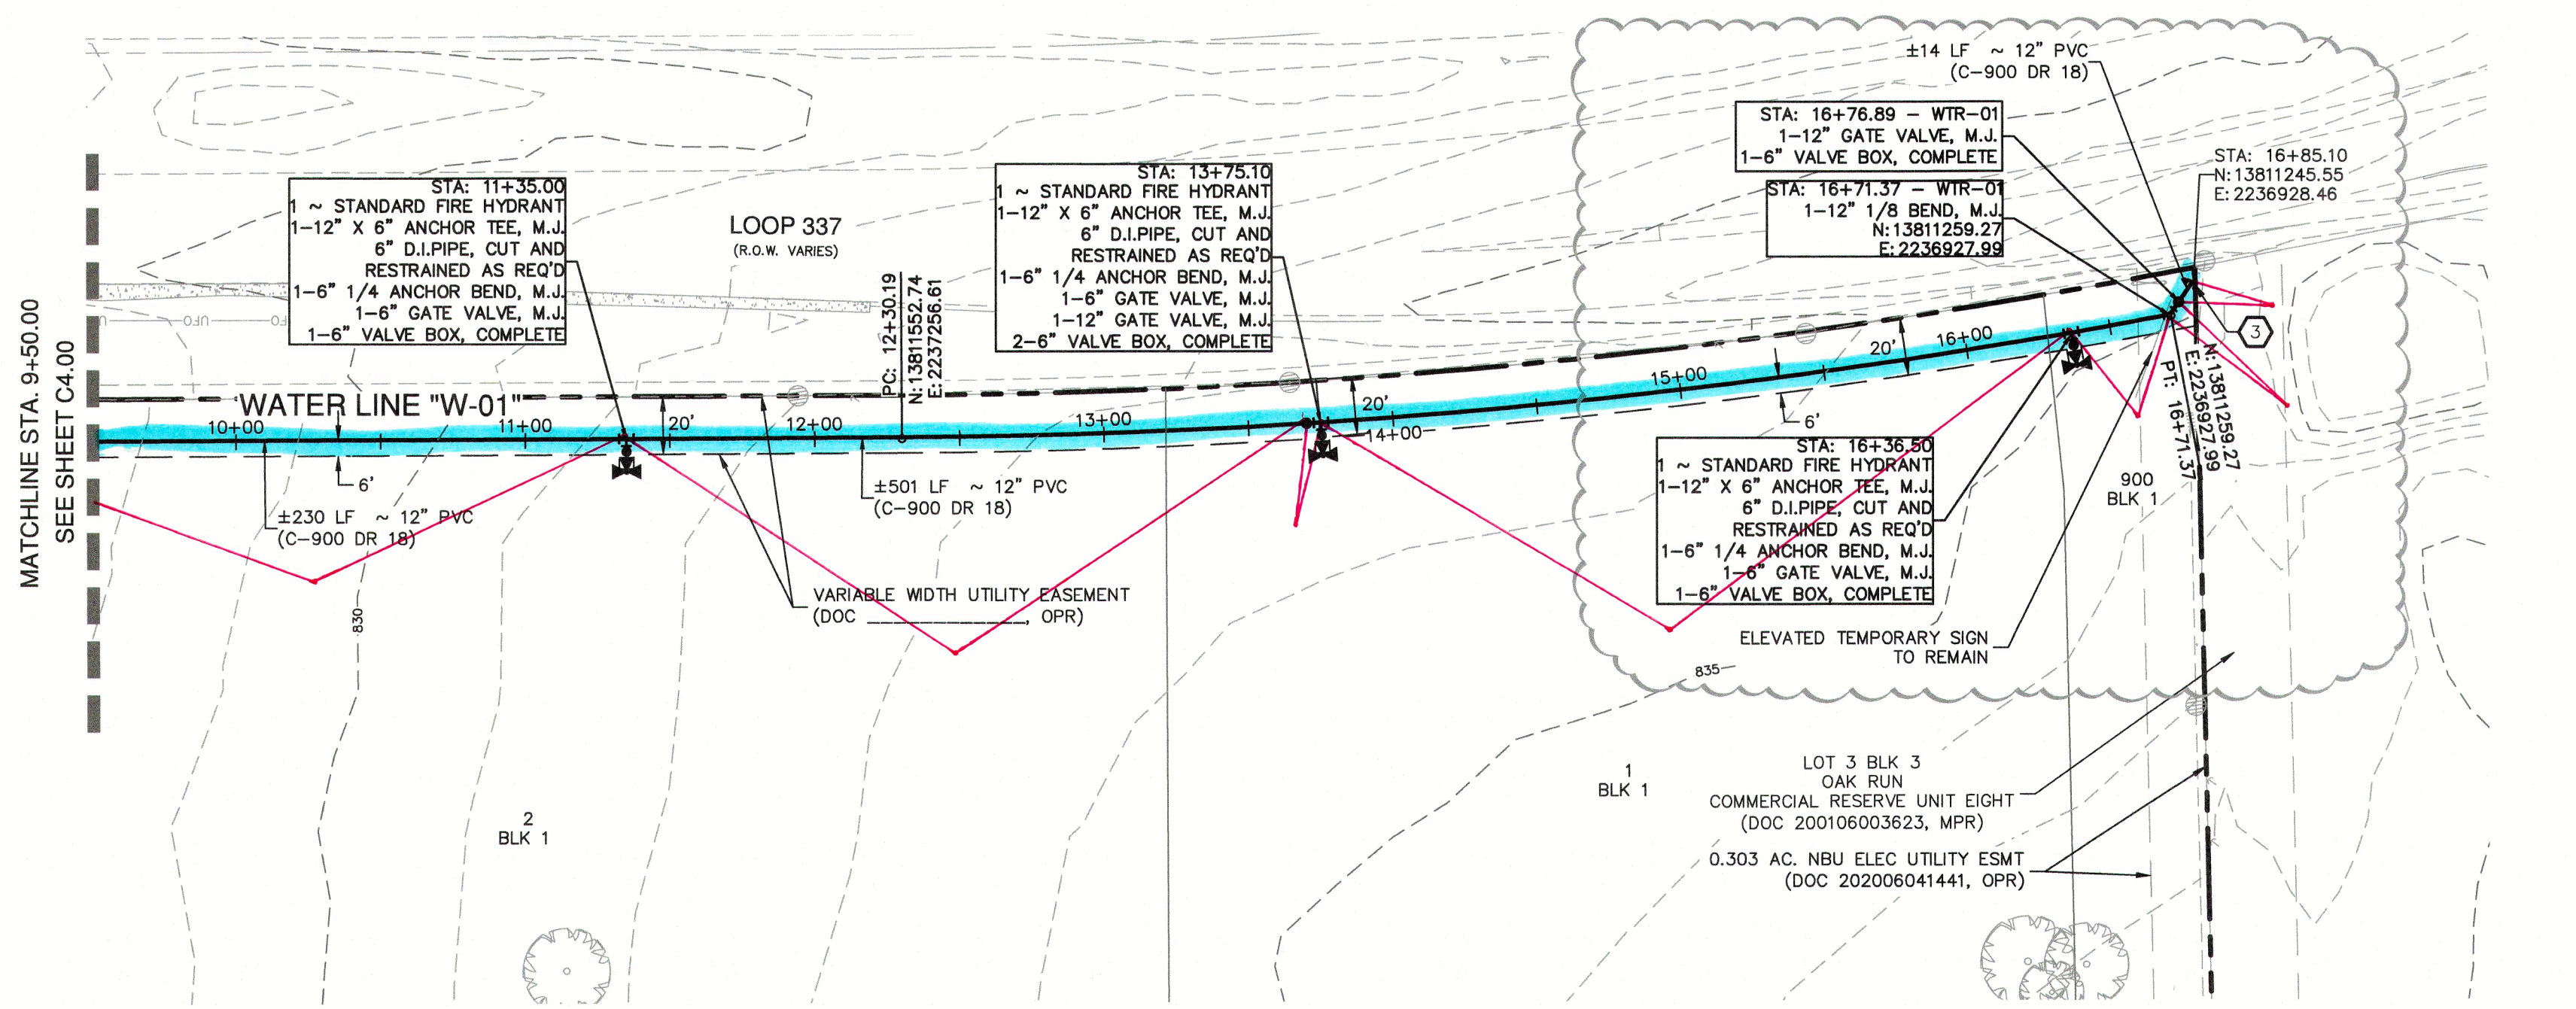 ±14 LF ~ 12" PVC
(C-900 DR 18)
STA: 16+76.89 - WTR-01
1-12" GATE VALVE, M.J.
1-6" VALVE BOX, COMPLETE
STA: 16+85.10
N:13811245.55
E:2236928.46
STA: 16+71.37 - WTR-01
1-12" 1/8 BEND, M.J.
N:13811259.27
E:2236927.99
STA: 11+35.00
1 ~ STANDARD FIRE HYDRANT
1-12" X 6" ANCHOR TEE, M.J.
6" D.I.PIPE, CUT AND
RESTRAINED AS REQ'D
1-6" 1/4 ANCHOR BEND, M.J.
1-6" GATE VALVE, M.J.
1-6" VALVE BOX, COMPLETE
LOOP 337
(R.O.W. VARIES)
STA: 13+75.10
1 ~ STANDARD FIRE HYDRANT
1-12" X 6" ANCHOR TEE, M.J.
6" D.I.PIPE, CUT AND
RESTRAINED AS REQ'D
1-6" 1/4 ANCHOR BEND, M.J.
1-6" GATE VALVE, M.J.
1-12" GATE VALVE, M.J.
2-6" VALVE BOX, COMPLETE
PC: 12+30.19
N:13811552.74
E:2237256.61
MATCHLINE STA. 9+50.00
SEE SHEET C4.00
UFO
WATER LINE "W-01"
10+00
11+00
20'
12+00
13+00
20'
14+00
15+00
20'
16+00
3
6'
6'
N:13811259.27
E:2236927.99
PT: 16+71.37
±230 LF ~ 12" PVC
(C-900 DR 18)
±501 LF ~ 12" PVC
(C-900 DR 18)
STA: 16+36.50
1 ~ STANDARD FIRE HYDRANT
1-12" X 6" ANCHOR TEE, M.J.
6" D.I.PIPE, CUT AND
RESTRAINED AS REQ'D
1-6" 1/4 ANCHOR BEND, M.J.
1-6" GATE VALVE, M.J.
1-6" VALVE BOX, COMPLETE
900
BLK 1
VARIABLE WIDTH UTILITY EASEMENT
(DOC ______________, OPR)
830
ELEVATED TEMPORARY SIGN
TO REMAIN
835
1
BLK 1
2
BLK 1
LOT 3 BLK 3
OAK RUN
COMMERCIAL RESERVE UNIT EIGHT
(DOC 200106003623, MPR)
0.303 AC. NBU ELEC UTILITY ESMT
(DOC 202006041441, OPR)